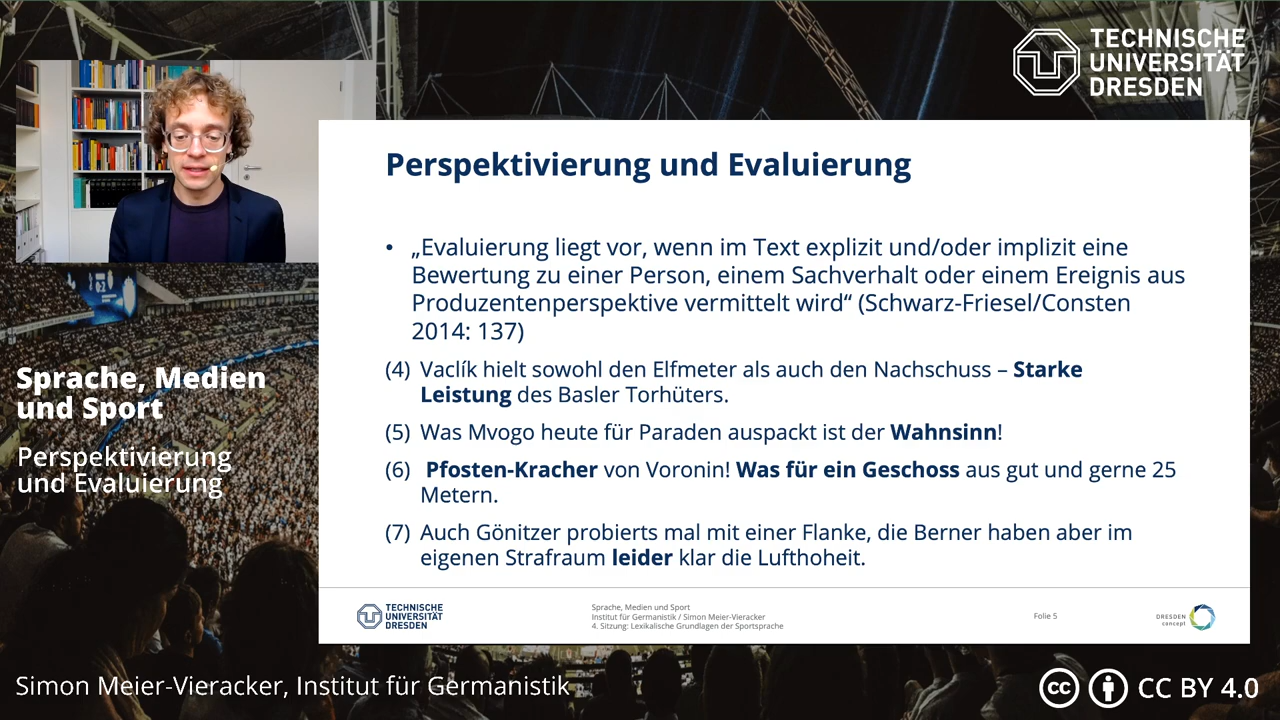 TECHNISCHE
UNIVERSITÄT
DRESDEN
Perspektivierung und Evaluierung
• „Evaluierung liegt vor, wenn im Text explizit und/oder implizit eine
Bewertung zu einer Person, einem Sachverhalt oder einem Ereignis aus
Produzentenperspektive vermittelt wird“ (Schwarz-Friesel/Consten
2014: 137)
(4) Vaclík hielt sowohl den Elfmeter als auch den Nachschuss – Starke
Leistung des Basler Torhüters.
(5) Was Mvogo heute für Paraden auspackt ist der Wahnsinn!
(6) Pfosten-Kracher von Voronin! Was für ein Geschoss aus gut und gerne 25
Metern.
(7) Auch Gönitzer probierts mal mit einer Flanke, die Berner haben aber im
eigenen Strafraum leider klar die Lufthoheit.
TECHNISCHE
UNIVERSITÄT
DRESDEN
Sprache, Medien und Sport
Institut für Germanistik / Simon Meier-Vieracker
4. Sitzung: Lexikalische Grundlagen der Sportsprache
Folie 5
DRESDEN
concept
Sprache, Medien
und Sport
Perspektivierung
und Evaluierung
Simon Meier-Vieracker, Institut für Germanistik
cc CC BY 4.0